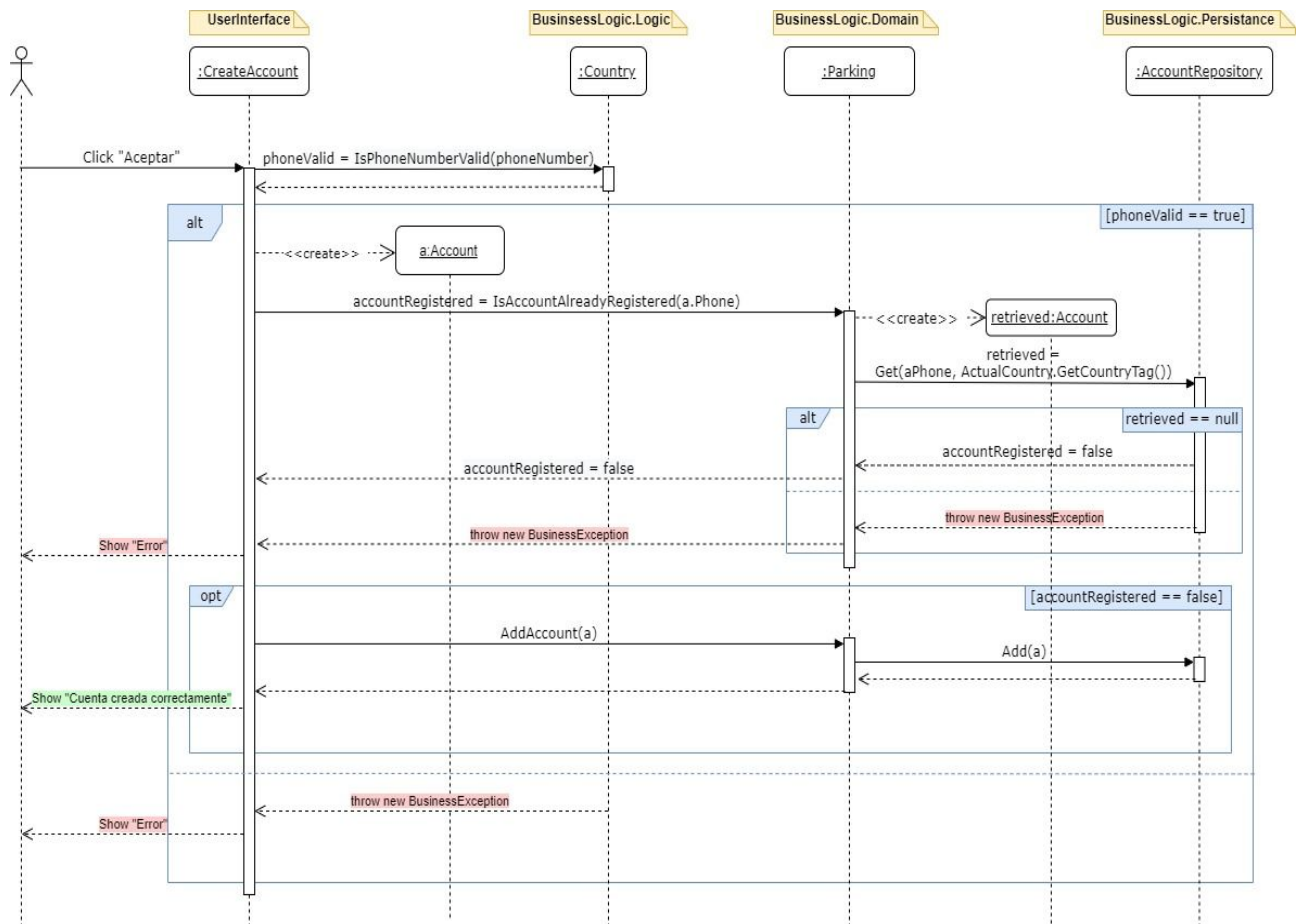 UserInterface
BusinsessLogic.Logic
BusinessLogic.Domain
BusinessLogic.Persistance
:CreateAccount
:Country
:Parking
:AccountRepository
Click "Aceptar"
phoneValid = IsPhoneNumberValid(phoneNumber)
alt
[phoneValid == true]
<<create>>
a:Account
accountRegistered = IsAccountAlreadyRegistered(a.Phone)
<<create>>
retrieved:Account
retrieved =
Get(aPhone, ActualCountry.GetCountryTag())
alt
retrieved == null
accountRegistered = false
accountRegistered = false
throw new BusinessException
throw new BusinessException
Show "Error"
opt
[accountRegistered == false]
AddAccount(a)
Add(a)
Show "Cuenta creada correctamente"
throw new BusinessException
Show "Error"